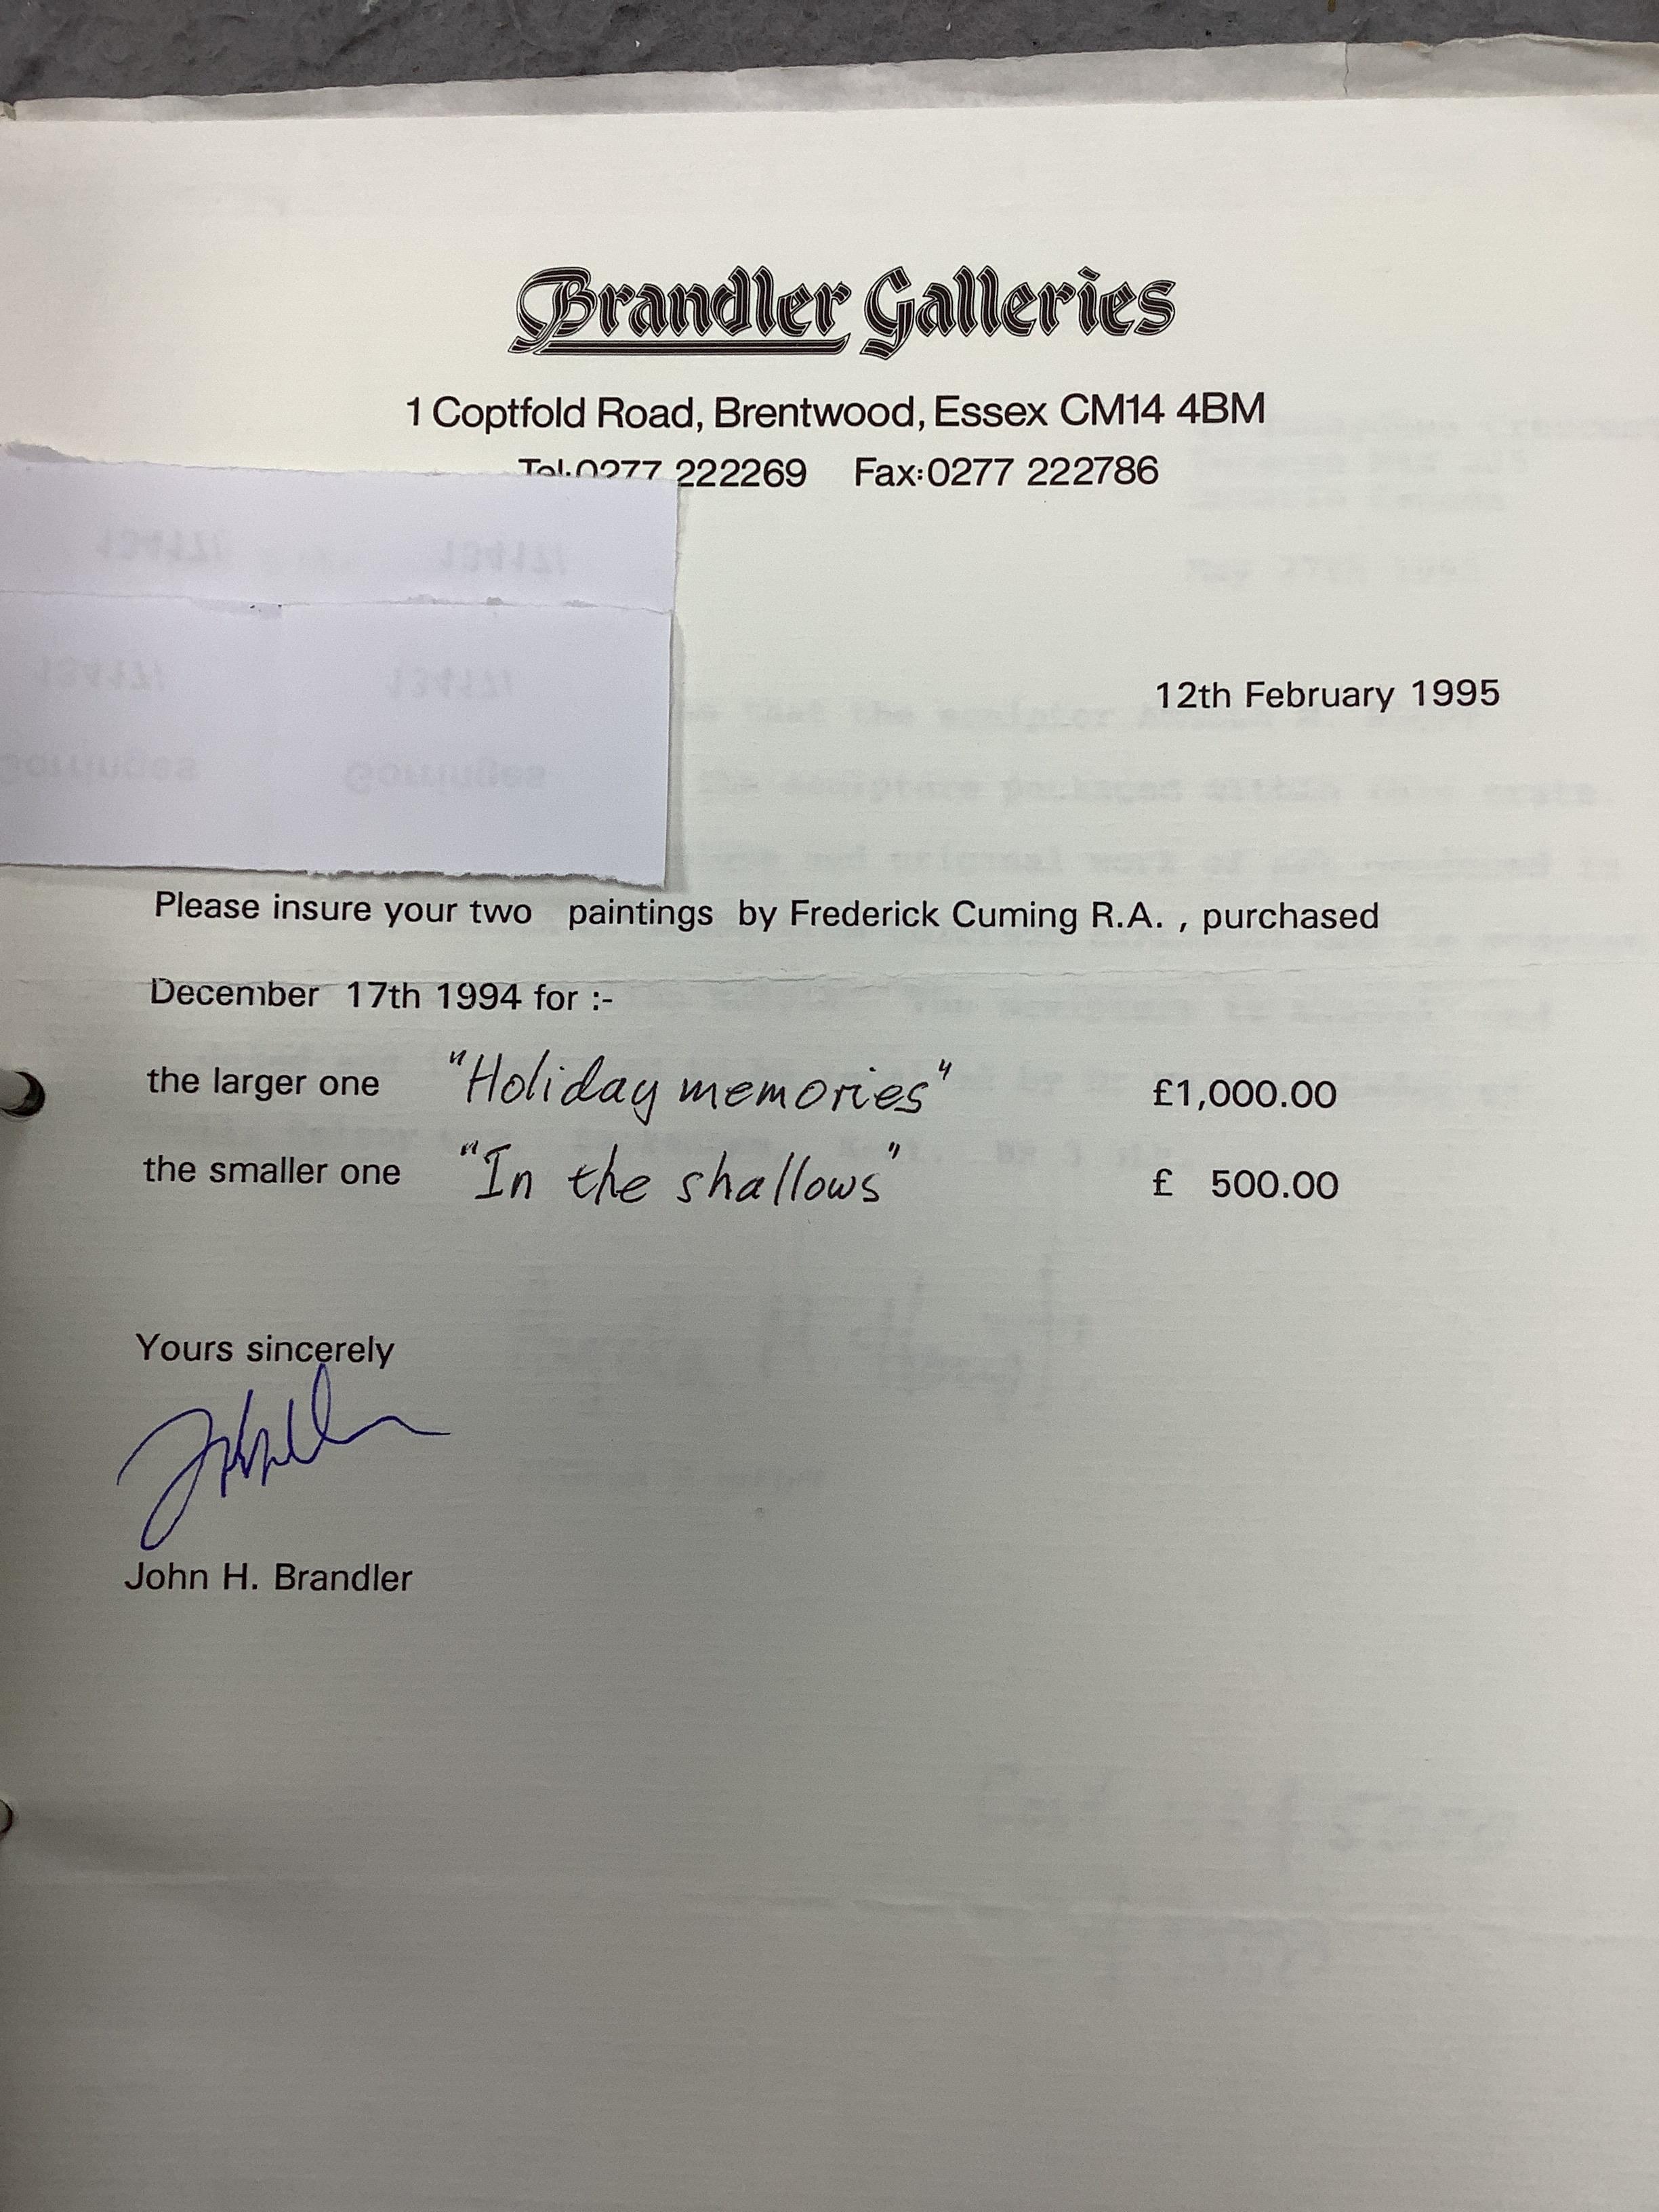 Brandler Galleries
1 Coptfold Road, Brentwood, Essex CM14 4BM
Tel:0277 222269 Fax:0277 222786
12th February 1995
Please insure your two paintings by Frederick Cuming R.A. , purchased
December 17th 1994 for :-
the larger one "Holiday memories" £1,000.00
the smaller one "In the shallows" £ 500.00
Yours sincerely
John H. Brandler